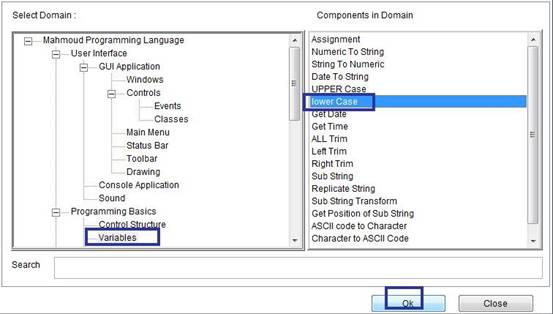 Select Domain :
Components in Domain
Mahmoud Programming Language
User Interface
GUI Application
Windows
Controls
Events
Classes
Main Menu
Status Bar
Toolbar
Drawing
Console Application
Sound
Programming Basics
Control Structure
Variables
Assignment
Numeric To String
String To Numeric
Date To String
UPPER Case
lower Case
Get Date
Get Time
ALL Trim
Left Trim
Right Trim
Sub String
Replicate String
Sub String Transform
Get Position of Sub String
ASCII code to Character
Character to ASCII Code
Search
Ok
Close